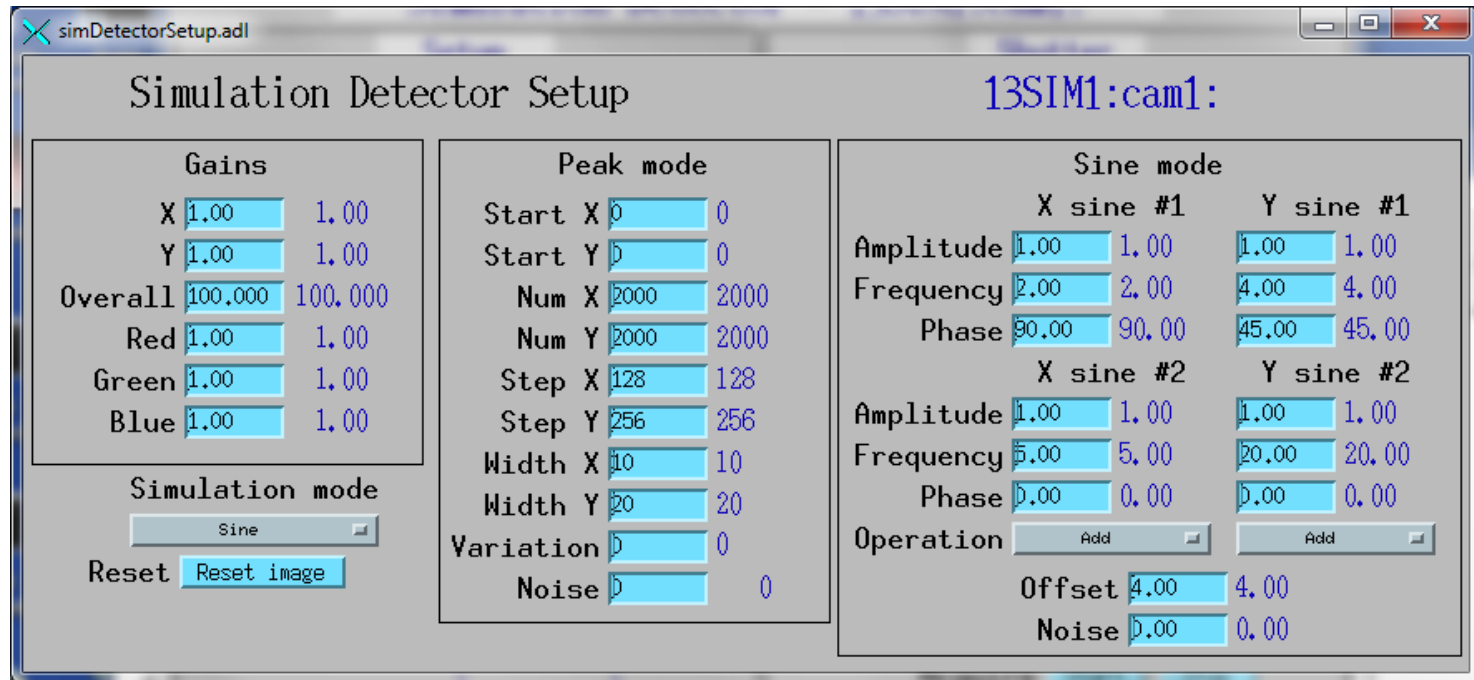 simDetectorSetup.adl
Simulation Detector Setup 13SIM1:cam1:
Gains
X 1.00 1.00
Y 1.00 1.00
Overall 100.000 100.000
Red 1.00 1.00
Green 1.00 1.00
Blue 1.00 1.00
Simulation mode
Sine
Reset Reset image
Peak mode
Start X 0 0
Start Y 0 0
Num X 2000 2000
Num Y 2000 2000
Step X 128 128
Step Y 256 256
Width X 10 10
Width Y 20 20
Variation 0 0
Noise 0 0
Sine mode
X sine #1 Y sine #1
Amplitude 1.00 1.00 1.00 1.00
Frequency 2.00 2.00 4.00 4.00
Phase 90.00 90.00 45.00 45.00
X sine #2 Y sine #2
Amplitude 1.00 1.00 1.00 1.00
Frequency 5.00 5.00 20.00 20.00
Phase 0.00 0.00 0.00 0.00
Operation Add Add
Offset 4.00 4.00
Noise 0.00 0.00